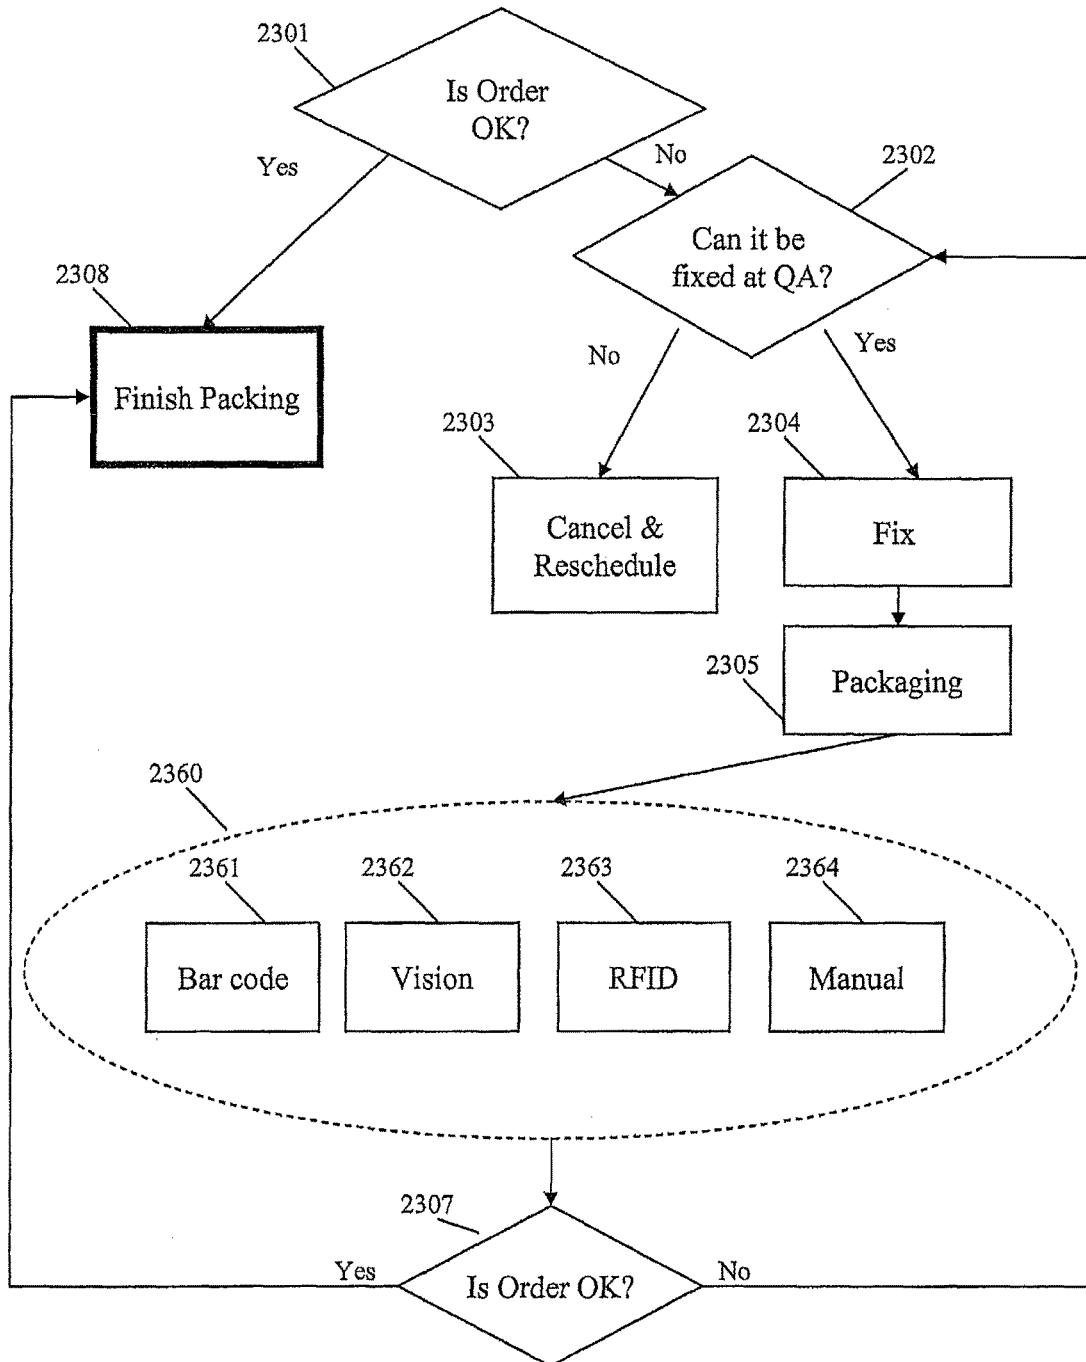 2301
Is Order
OK?
Yes
No
2302
Can it be
fixed at QA?
2308
Finish Packing
No
Yes
2303
2304
Cancel &
Reschedule
Fix
2305
Packaging
2360
2361
2362
2363
2364
Bar code
Vision
RFID
Manual
2307
Yes
Is Order OK?
No